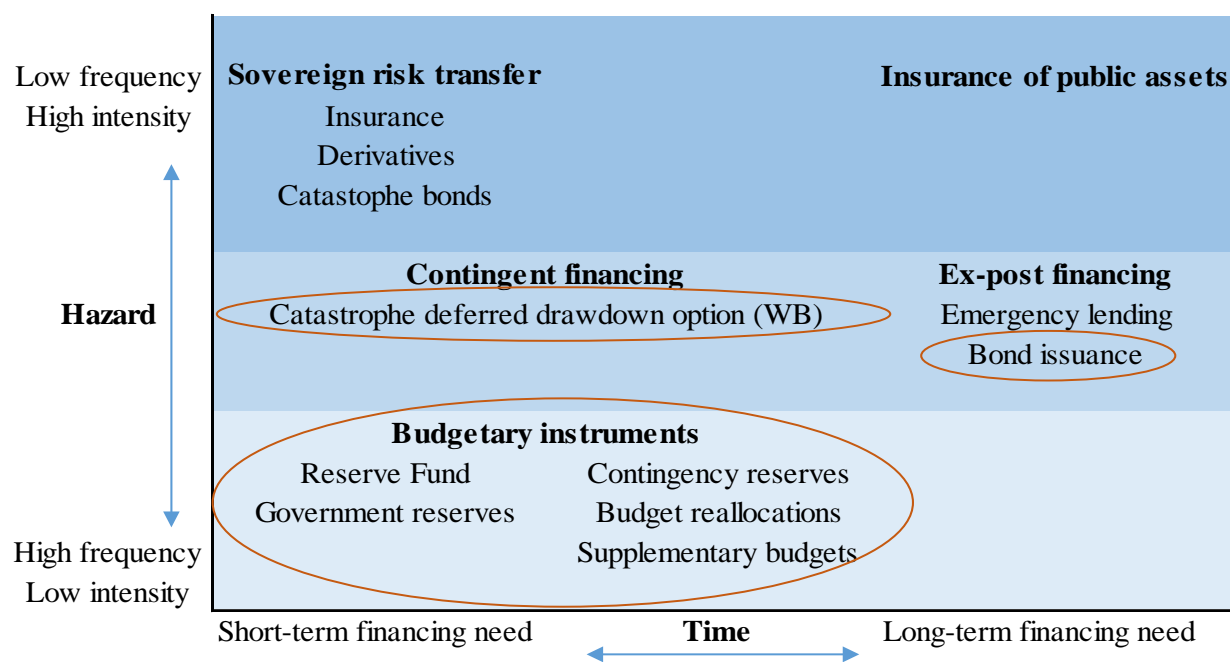 Low frequency
High intensity
Sovereign risk transfer
Insurance
Derivatives
Catastophe bonds
Insurance of public assets
Hazard
Contingent financing
Catastrophe deferred drawdown option (WB)
Ex-post financing
Emergency lending
Bond issuance
Budgetary instruments
Reserve Fund
Contingency reserves
Government reserves
Budget reallocations
Supplementary budgets
High frequency
Low intensity
Short-term financing need
Time
Long-term financing need